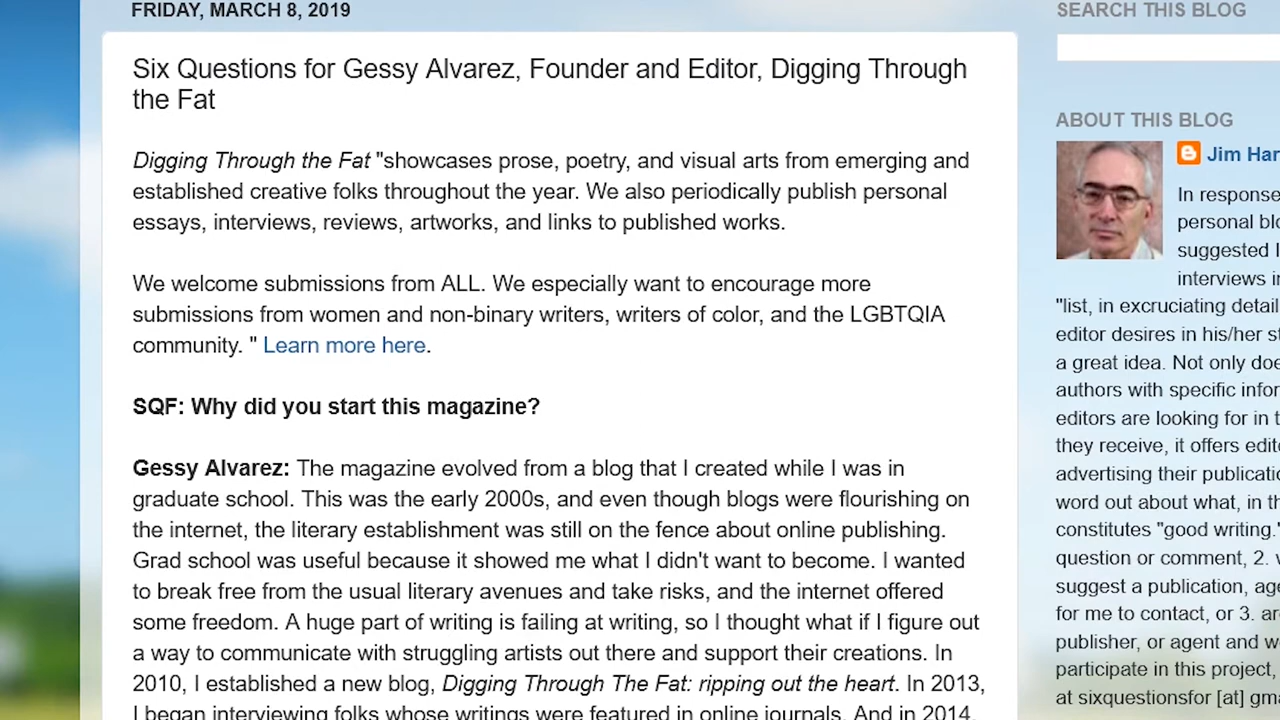 FRIDAY, MARCH 8, 2019
Six Questions for Gessy Alvarez, Founder and Editor, Digging Through
the Fat
Digging Through the Fat "showcases prose, poetry, and visual arts from emerging and
established creative folks throughout the year. We also periodically publish personal
essays, interviews, reviews, artworks, and links to published works.
We welcome submissions from ALL. We especially want to encourage more
submissions from women and non-binary writers, writers of color, and the LGBTQIA
community. " Learn more here.
SQF: Why did you start this magazine?
Gessy Alvarez: The magazine evolved from a blog that I created while I was in
graduate school. This was the early 2000s, and even though blogs were flourishing on
the internet, the literary establishment was still on the fence about online publishing.
Grad school was useful because it showed me what I didn't want to become. I wanted
to break free from the usual literary avenues and take risks, and the internet offered
some freedom. A huge part of writing is failing at writing, so I thought what if I figure out
a way to communicate with struggling artists out there and support their creations. In
2010, I established a new blog, Digging Through The Fat: ripping out the heart. In 2013,
I began interviewing folks whose writings were featured in online journals. And in 2014,
SEARCH THIS BLOG
ABOUT THIS BLOG
Jim Har
In response
personal blo
suggested I
interviews i
"list, in excruciating detail
editor desires in his/her st
a great idea. Not only doe
authors with specific infor
editors are looking for in t
they receive, it offers edito
advertising their publicatio
word out about what, in th
constitutes "good writing."
question or comment, 2.
suggest a publication, age
for me to contact, or 3. ar
publisher, or agent and w
participate in this project,
at sixquestionsfor [at] gma